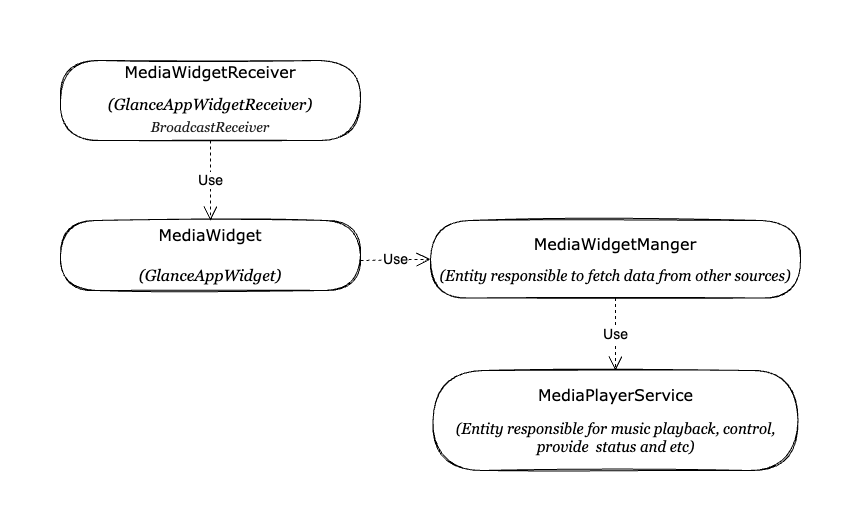 MediaWidgetReceiver
(GlanceAppWidgetReceiver)
BroadcastReceiver
Use
MediaWidget
(GlanceAppWidget)
Use
MediaWidgetManger
(Entity responsible to fetch data from other sources)
Use
MediaPlayerService
(Entity responsible for music playback, control,
provide status and etc)